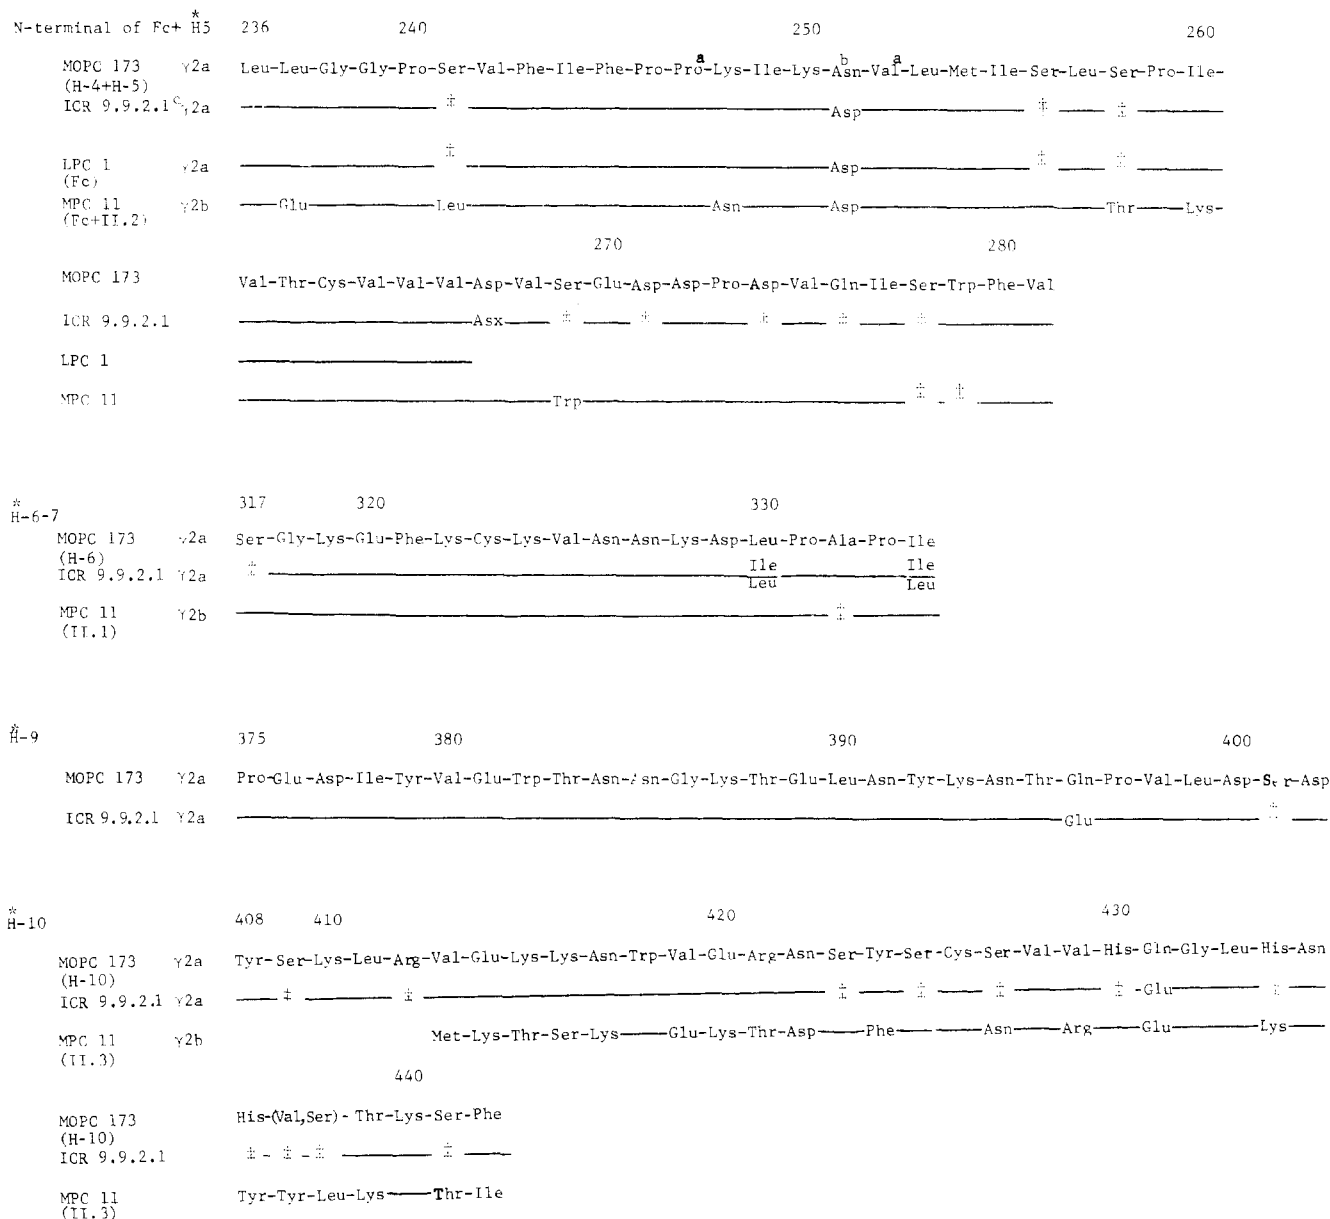 *
N-terminal of Fc+ H5 236 240 250 260
a b a
MOPC 173 γ2a Leu-Leu-Gly-Gly-Pro-Ser-Val-Phe-Ile-Phe-Pro-Pro-Lys-Ile-Lys-Asn-Val-Leu-Met-Ile-Ser-Leu-Ser-Pro-Ile-
(H-4+H-5)
ICR 9.9.2.1 c γ2a ——— ‡ ———Asp——— ‡ — ‡ ———
LPC 1 γ2a ——— ‡ ———Asp——— ‡ — ‡ ———
(Fc)
MPC 11 γ2b —Glu———Leu———Asn———Asp———Thr———Lys-
(Fc+II.2)
270 280
MOPC 173 Val-Thr-Cys-Val-Val-Val-Asp-Val-Ser-Glu-Asp-Asp-Pro-Asp-Val-Gln-Ile-Ser-Trp-Phe-Val
ICR 9.9.2.1 ———Asx— ‡ — ‡ — ‡ — ‡ — ‡ ———
LPC 1 ———
MPC 11 ———Trp——— ‡ - ‡ ———
*
H-6-7 317 320 330
MOPC 173 γ2a Ser-Gly-Lys-Glu-Phe-Lys-Cys-Lys-Val-Asn-Asn-Lys-Asp-Leu-Pro-Ala-Pro-Ile
(H-6) Ile Ile
ICR 9.9.2.1 γ2a ‡ ———Leu———Leu
MPC 11 γ2b ——— ‡ ———
(II.1)
*
H-9 375 380 390 400
MOPC 173 γ2a Pro-Glu-Asp-Ile-Tyr-Val-Glu-Trp-Thr-Asn-Asn-Gly-Lys-Thr-Glu-Leu-Asn-Tyr-Lys-Asn-Thr-Gln-Pro-Val-Leu-Asp-Ser-Asp
ICR 9.9.2.1 γ2a ———Glu——— ‡ ——
*
H-10 408 410 420 430
MOPC 173 γ2a Tyr-Ser-Lys-Leu-Arg-Val-Glu-Lys-Lys-Asn-Trp-Val-Glu-Arg-Asn-Ser-Tyr-Ser-Cys-Ser-Val-Val-His-Gln-Gly-Leu-His-Asn
(H-10)
ICR 9.9.2.1 γ2a —— ‡ ——— ‡ ——— ‡ — ‡ — ‡ ——— ‡ -Glu——— ‡ ——
MPC 11 γ2b Met-Lys-Thr-Ser-Lys——Glu-Lys-Thr-Asp——Phe———Asn——Arg——Glu———Lys——
(II.3)
440
MOPC 173 His-(Val,Ser)- Thr-Lys-Ser-Phe
(H-10)
ICR 9.9.2.1 ‡ - ‡ - ‡ ——— ‡ ——
MPC 11 Tyr-Tyr-Leu-Lys——Thr-Ile
(II.3)